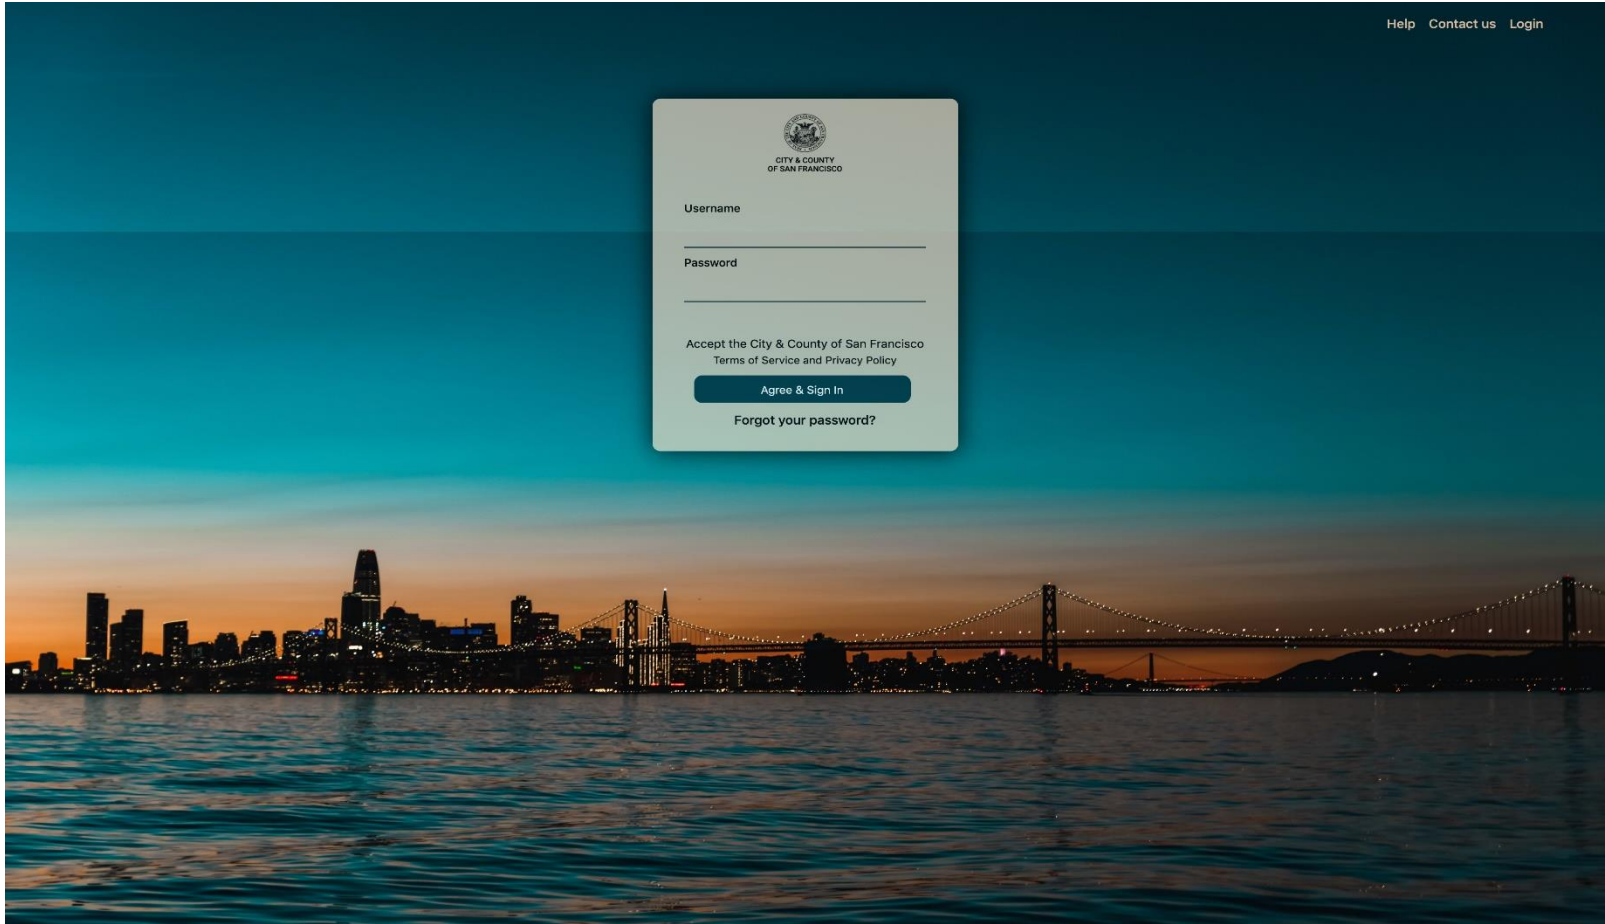 Help Contact us Login
CITY & COUNTY
OF SAN FRANCISCO
Username
Password
Accept the City & County of San Francisco
Terms of Service and Privacy Policy
Agree & Sign In
Forgot your password?